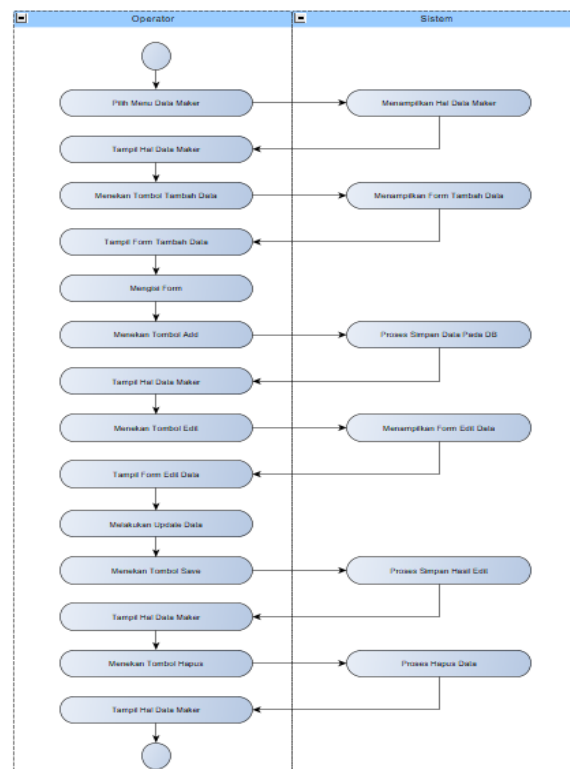 Operator
Sistem
Pilih Menu Data Maker
Menampilkan Hal Data Maker
Tampil Hal Data Maker
Menekan Tombol Tambah Data
Menampilkan Form Tambah Data
Tampil Form Tambah Data
Mengisi Form
Menekan Tombol Add
Proses Simpan Data Pada DB
Tampil Hal Data Maker
Menekan Tombol Edit
Menampilkan Form Edit Data
Tampil Form Edit Data
Melakukan Update Data
Menekan Tombol Save
Proses Simpan Hasil Edit
Tampil Hal Data Maker
Menekan Tombol Hapus
Proses Hapus Data
Tampil Hal Data Maker